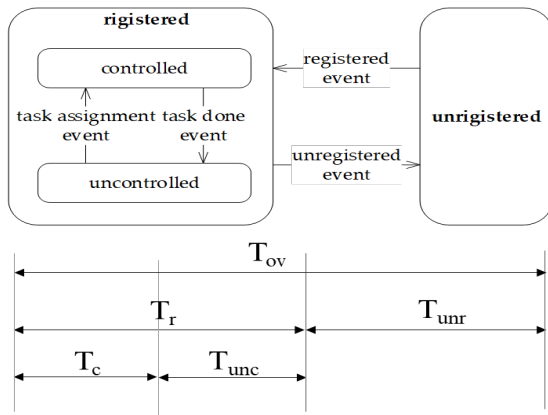 rigistered
controlled
task assignment
event
task done
event
uncontrolled
registered
event
unregistered
event
unrigistered
T_ov
T_r
T_unr
T_c
T_unc